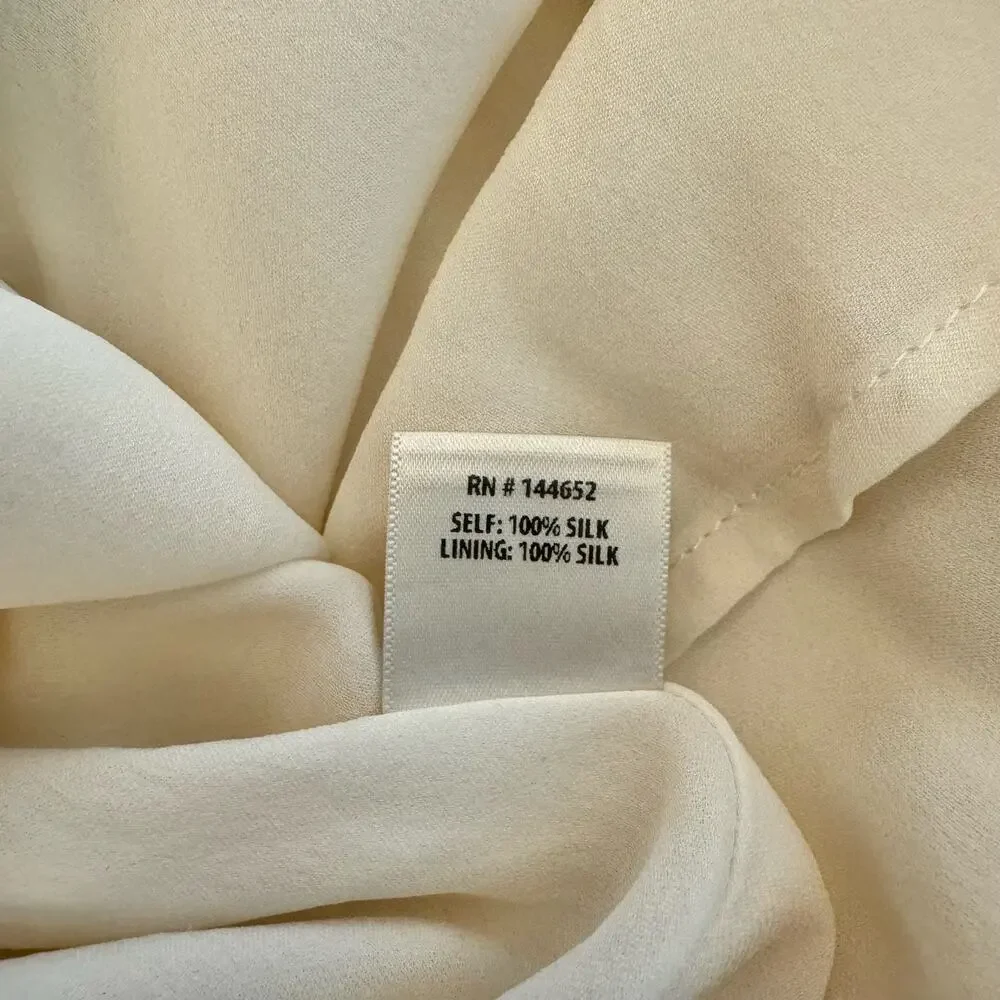 RN # 144652
SELF: 100% SILK
LINING: 100% SILK